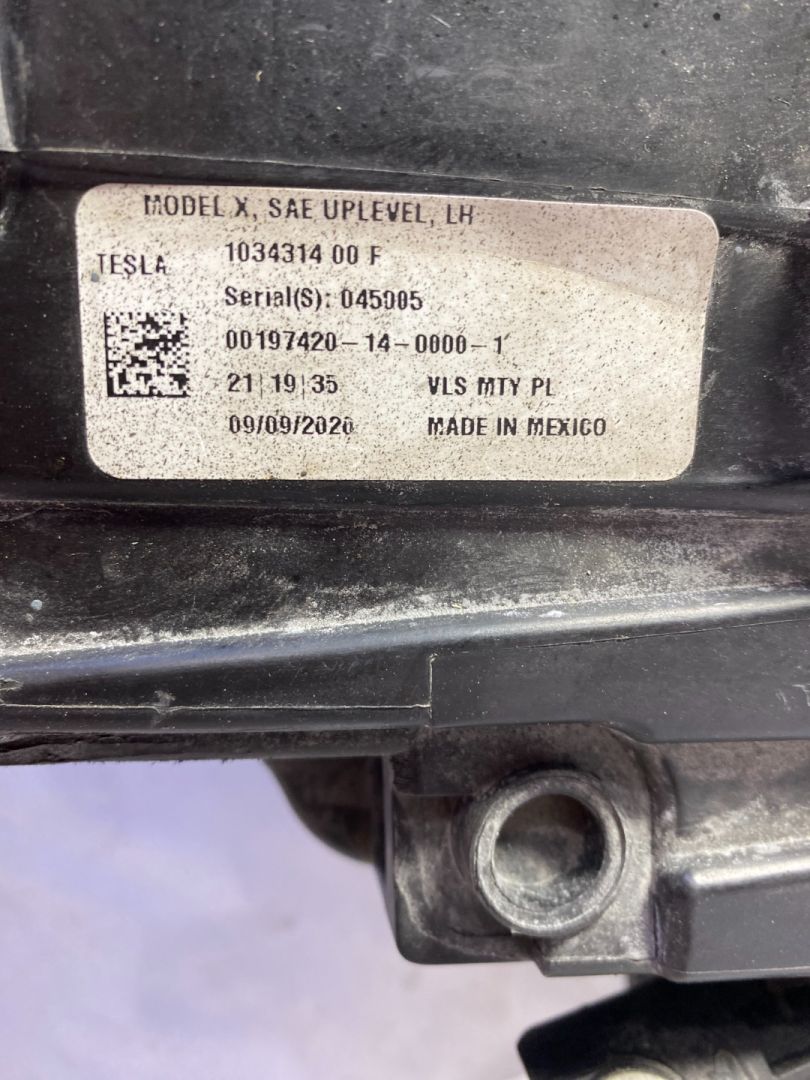 MODEL X, SAE UPLEVEL, LH
TESLA 1034314 00 F
Serial(S): 045005
00197420-14-0000-1
21|19|35 VLS MTY PL
09/09/2020 MADE IN MEXICO